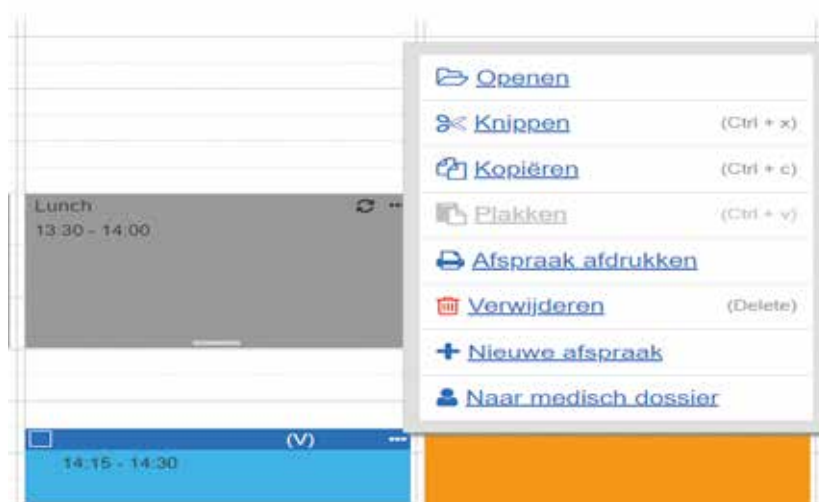 Lunch
13:30 - 14:00
(V)
14:15 - 14:30
Openen
Knippen (Ctrl + x)
Kopiëren (Ctrl + c)
Plakken (Ctrl + v)
Afspraak afdrukken
Verwijderen (Delete)
Nieuwe afspraak
Naar medisch dossier